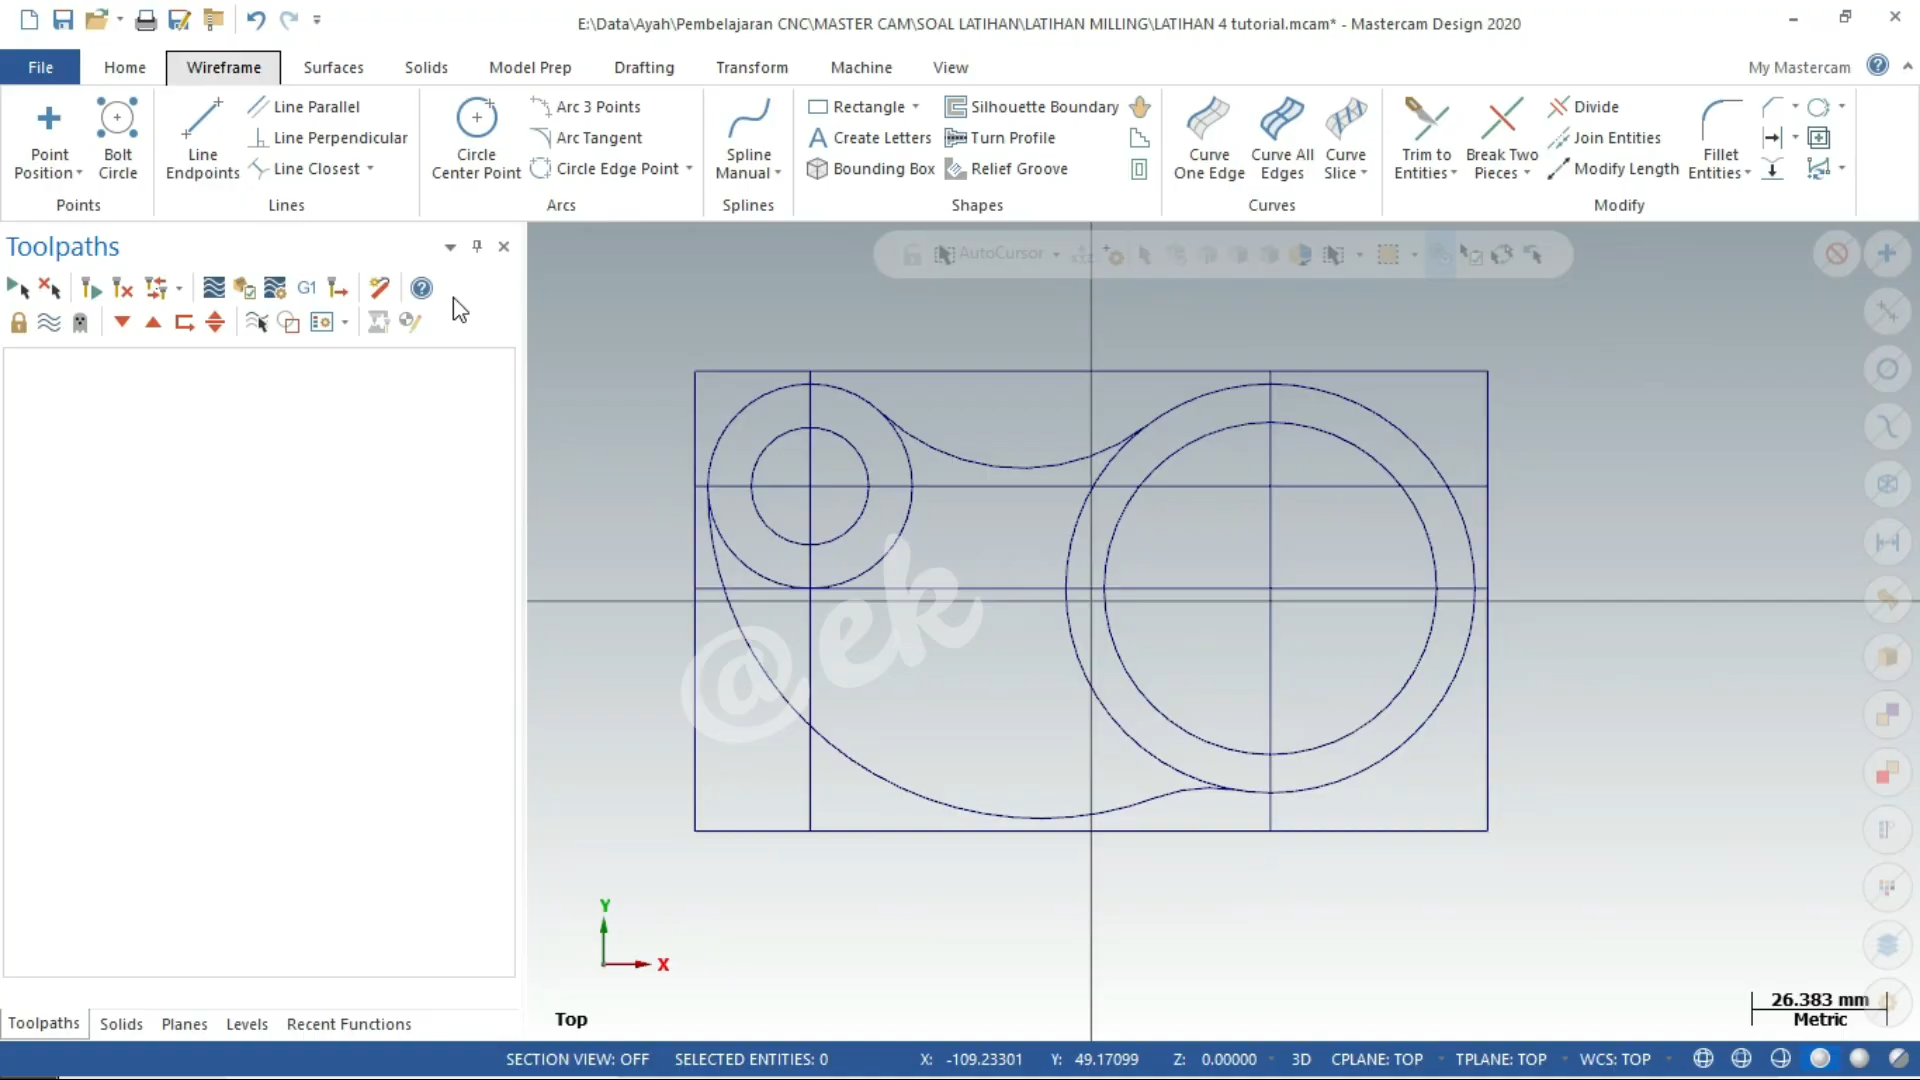 E:\Data\Ayah\Pembelajaran CNC\MASTER CAM\SOAL LATIHAN\LATIHAN MILLING\LATIHAN 4 tutorial.mcam* - Mastercam Design 2020
File Home Wireframe Surfaces Solids Model Prep Drafting Transform Machine View My Mastercam
Point Position
Bolt Circle
Points
Line Endpoints
Line Parallel
Line Perpendicular
Line Closest
Lines
Circle Center Point
Arc 3 Points
Arc Tangent
Circle Edge Point
Arcs
Spline Manual
Splines
Rectangle
Create Letters
Bounding Box
Silhouette Boundary
Turn Profile
Relief Groove
Shapes
Curve One Edge
Curve All Edges
Curve Slice
Curves
Trim to Entities
Break Two Pieces
Divide
Join Entities
Modify Length
Fillet Entities
Modify
Toolpaths
G1
AutoCursor
@ek
Y
X
Top
26.383 mm
Metric
Toolpaths Solids Planes Levels Recent Functions
SECTION VIEW: OFF SELECTED ENTITIES: 0 X: -109.23301 Y: 49.17099 Z: 0.00000 3D CPLANE: TOP TPLANE: TOP WCS: TOP